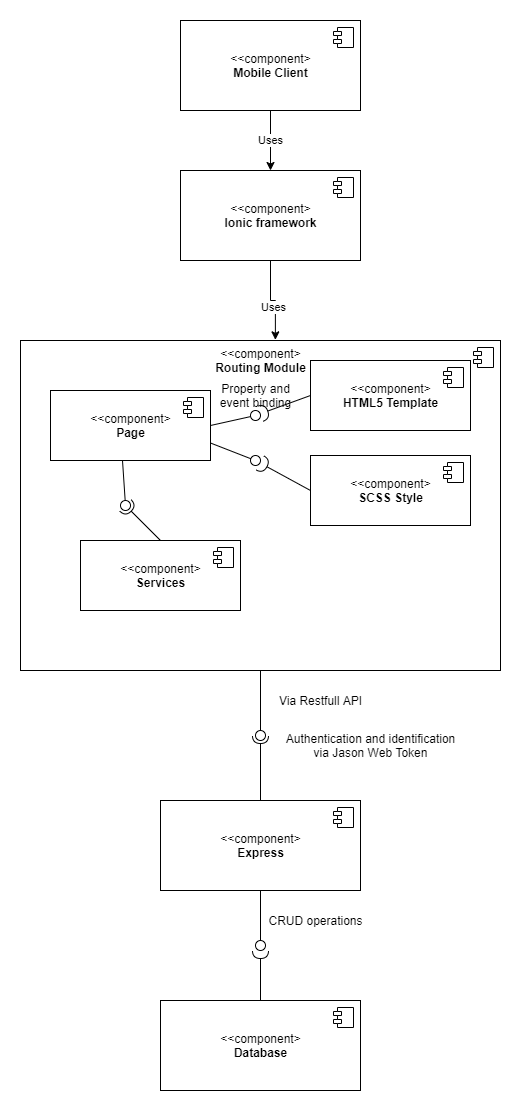 <<component>>
Mobile Client
Uses
<<component>>
Ionic framework
Uses
<<component>>
Routing Module
Property and
event binding
<<component>>
HTML5 Template
<<component>>
Page
<<component>>
SCSS Style
<<component>>
Services
Via Restfull API
Authentication and identification
via Jason Web Token
<<component>>
Express
CRUD operations
<<component>>
Database